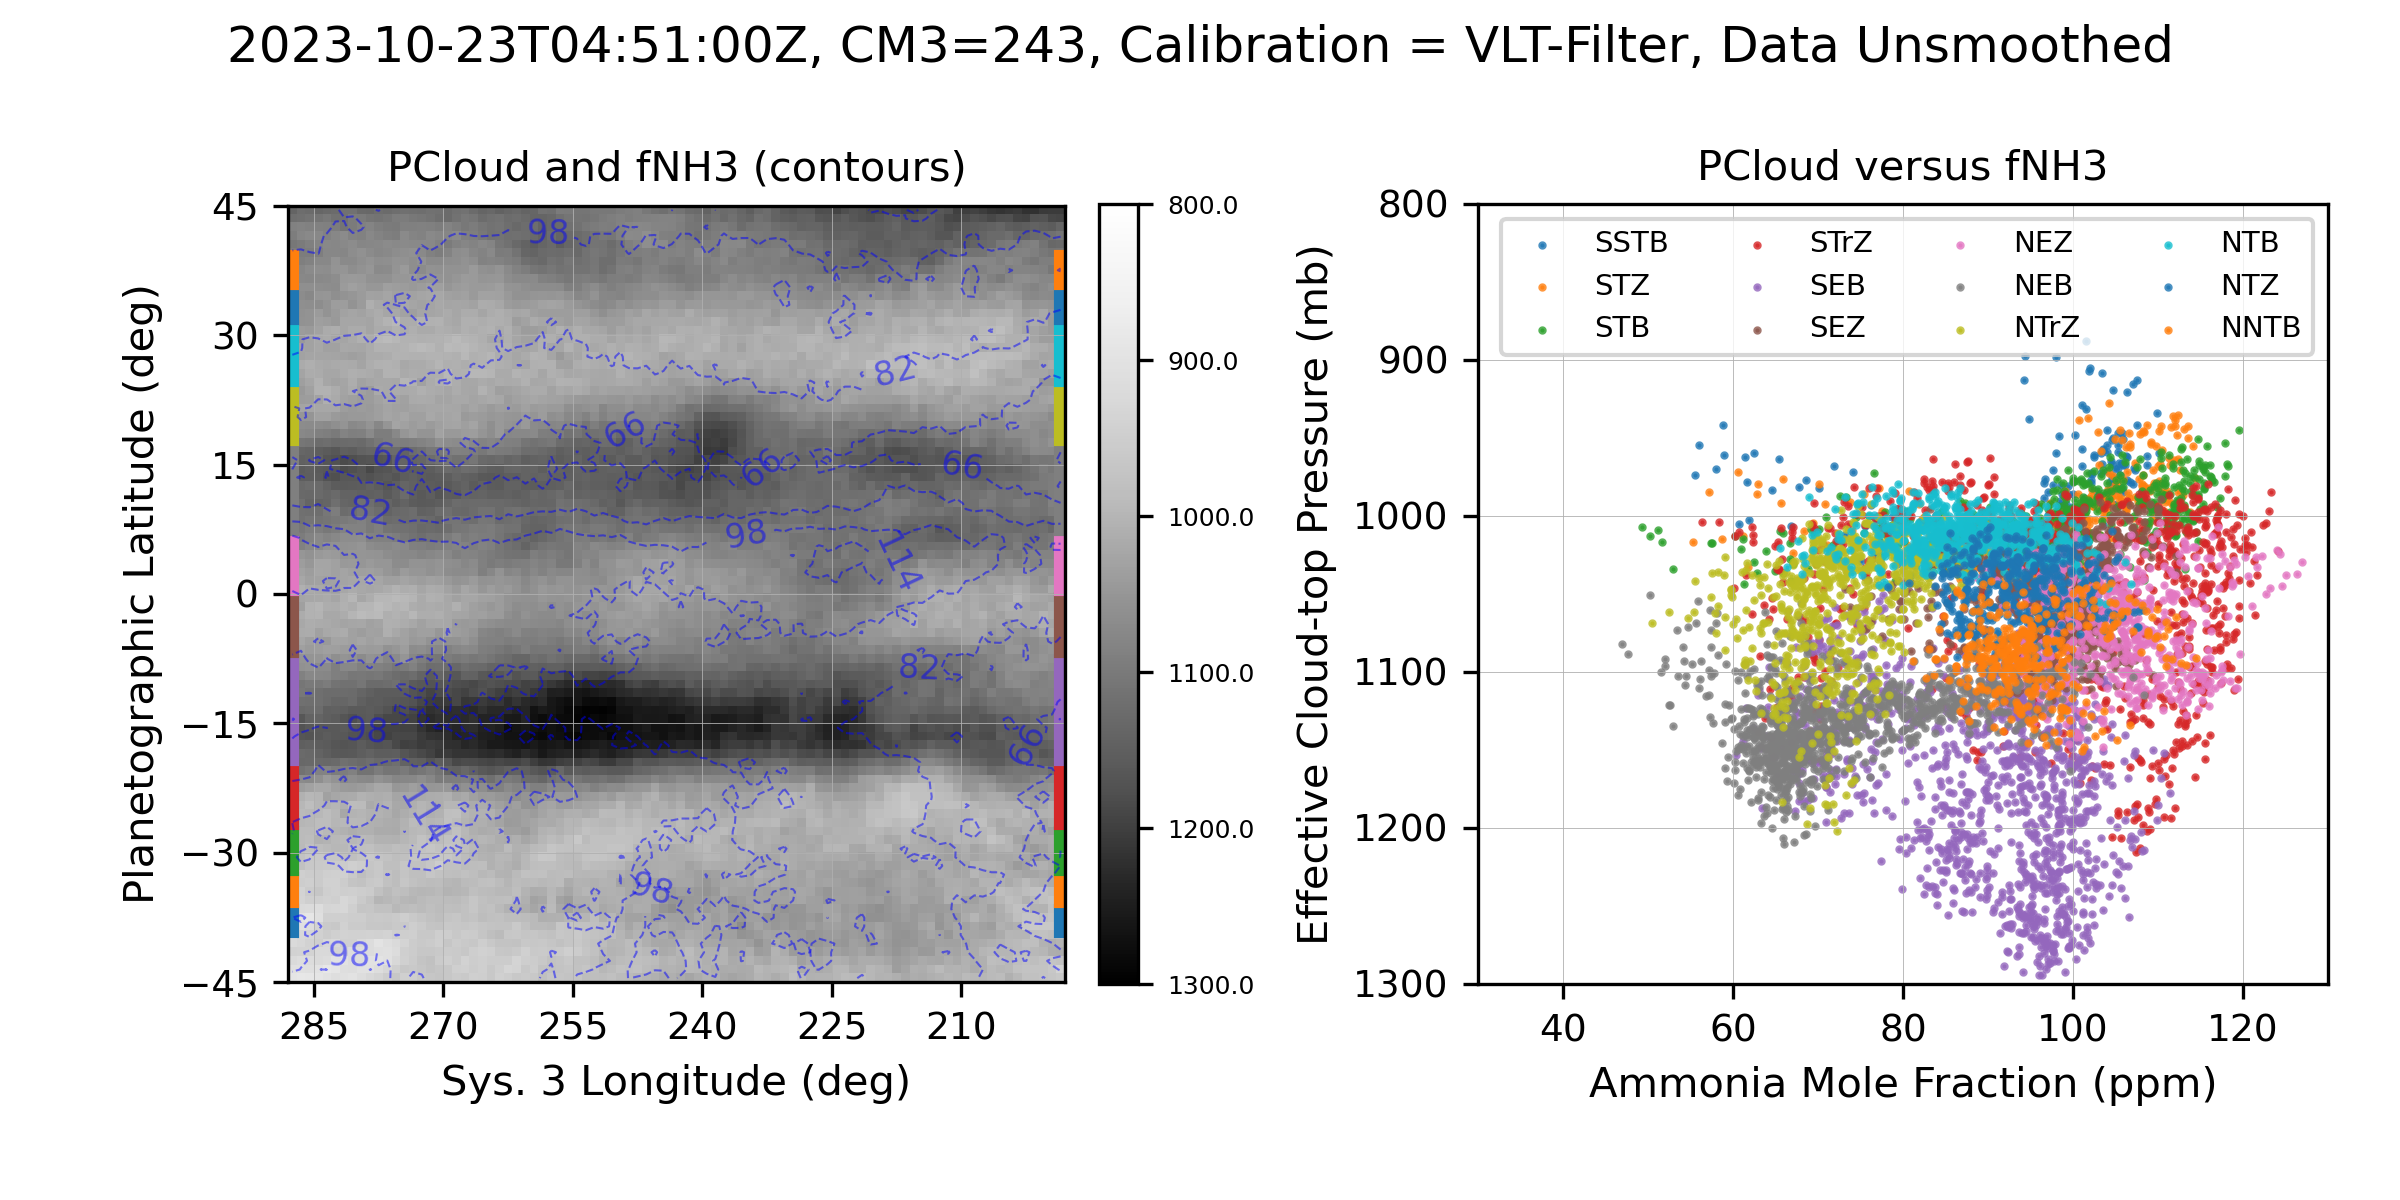 2023-10-23T04:51:00Z, CM3=243, Calibration = VLT-Filter, Data Unsmoothed
PCloud and fNH3 (contours)
45
30
15
0
−15
−30
−45
Planetographic Latitude (deg)
98
82
66
66
66
66
82
98
114
82
98
66
114
98
98
285
270
255
240
225
210
Sys. 3 Longitude (deg)
800.0
900.0
1000.0
1100.0
1200.0
1300.0
PCloud versus fNH3
800
900
1000
1100
1200
1300
Effective Cloud-top Pressure (mb)
SSTB
STZ
STB
STrZ
SEB
SEZ
NEZ
NEB
NTrZ
NTB
NTZ
NNTB
40
60
80
100
120
Ammonia Mole Fraction (ppm)